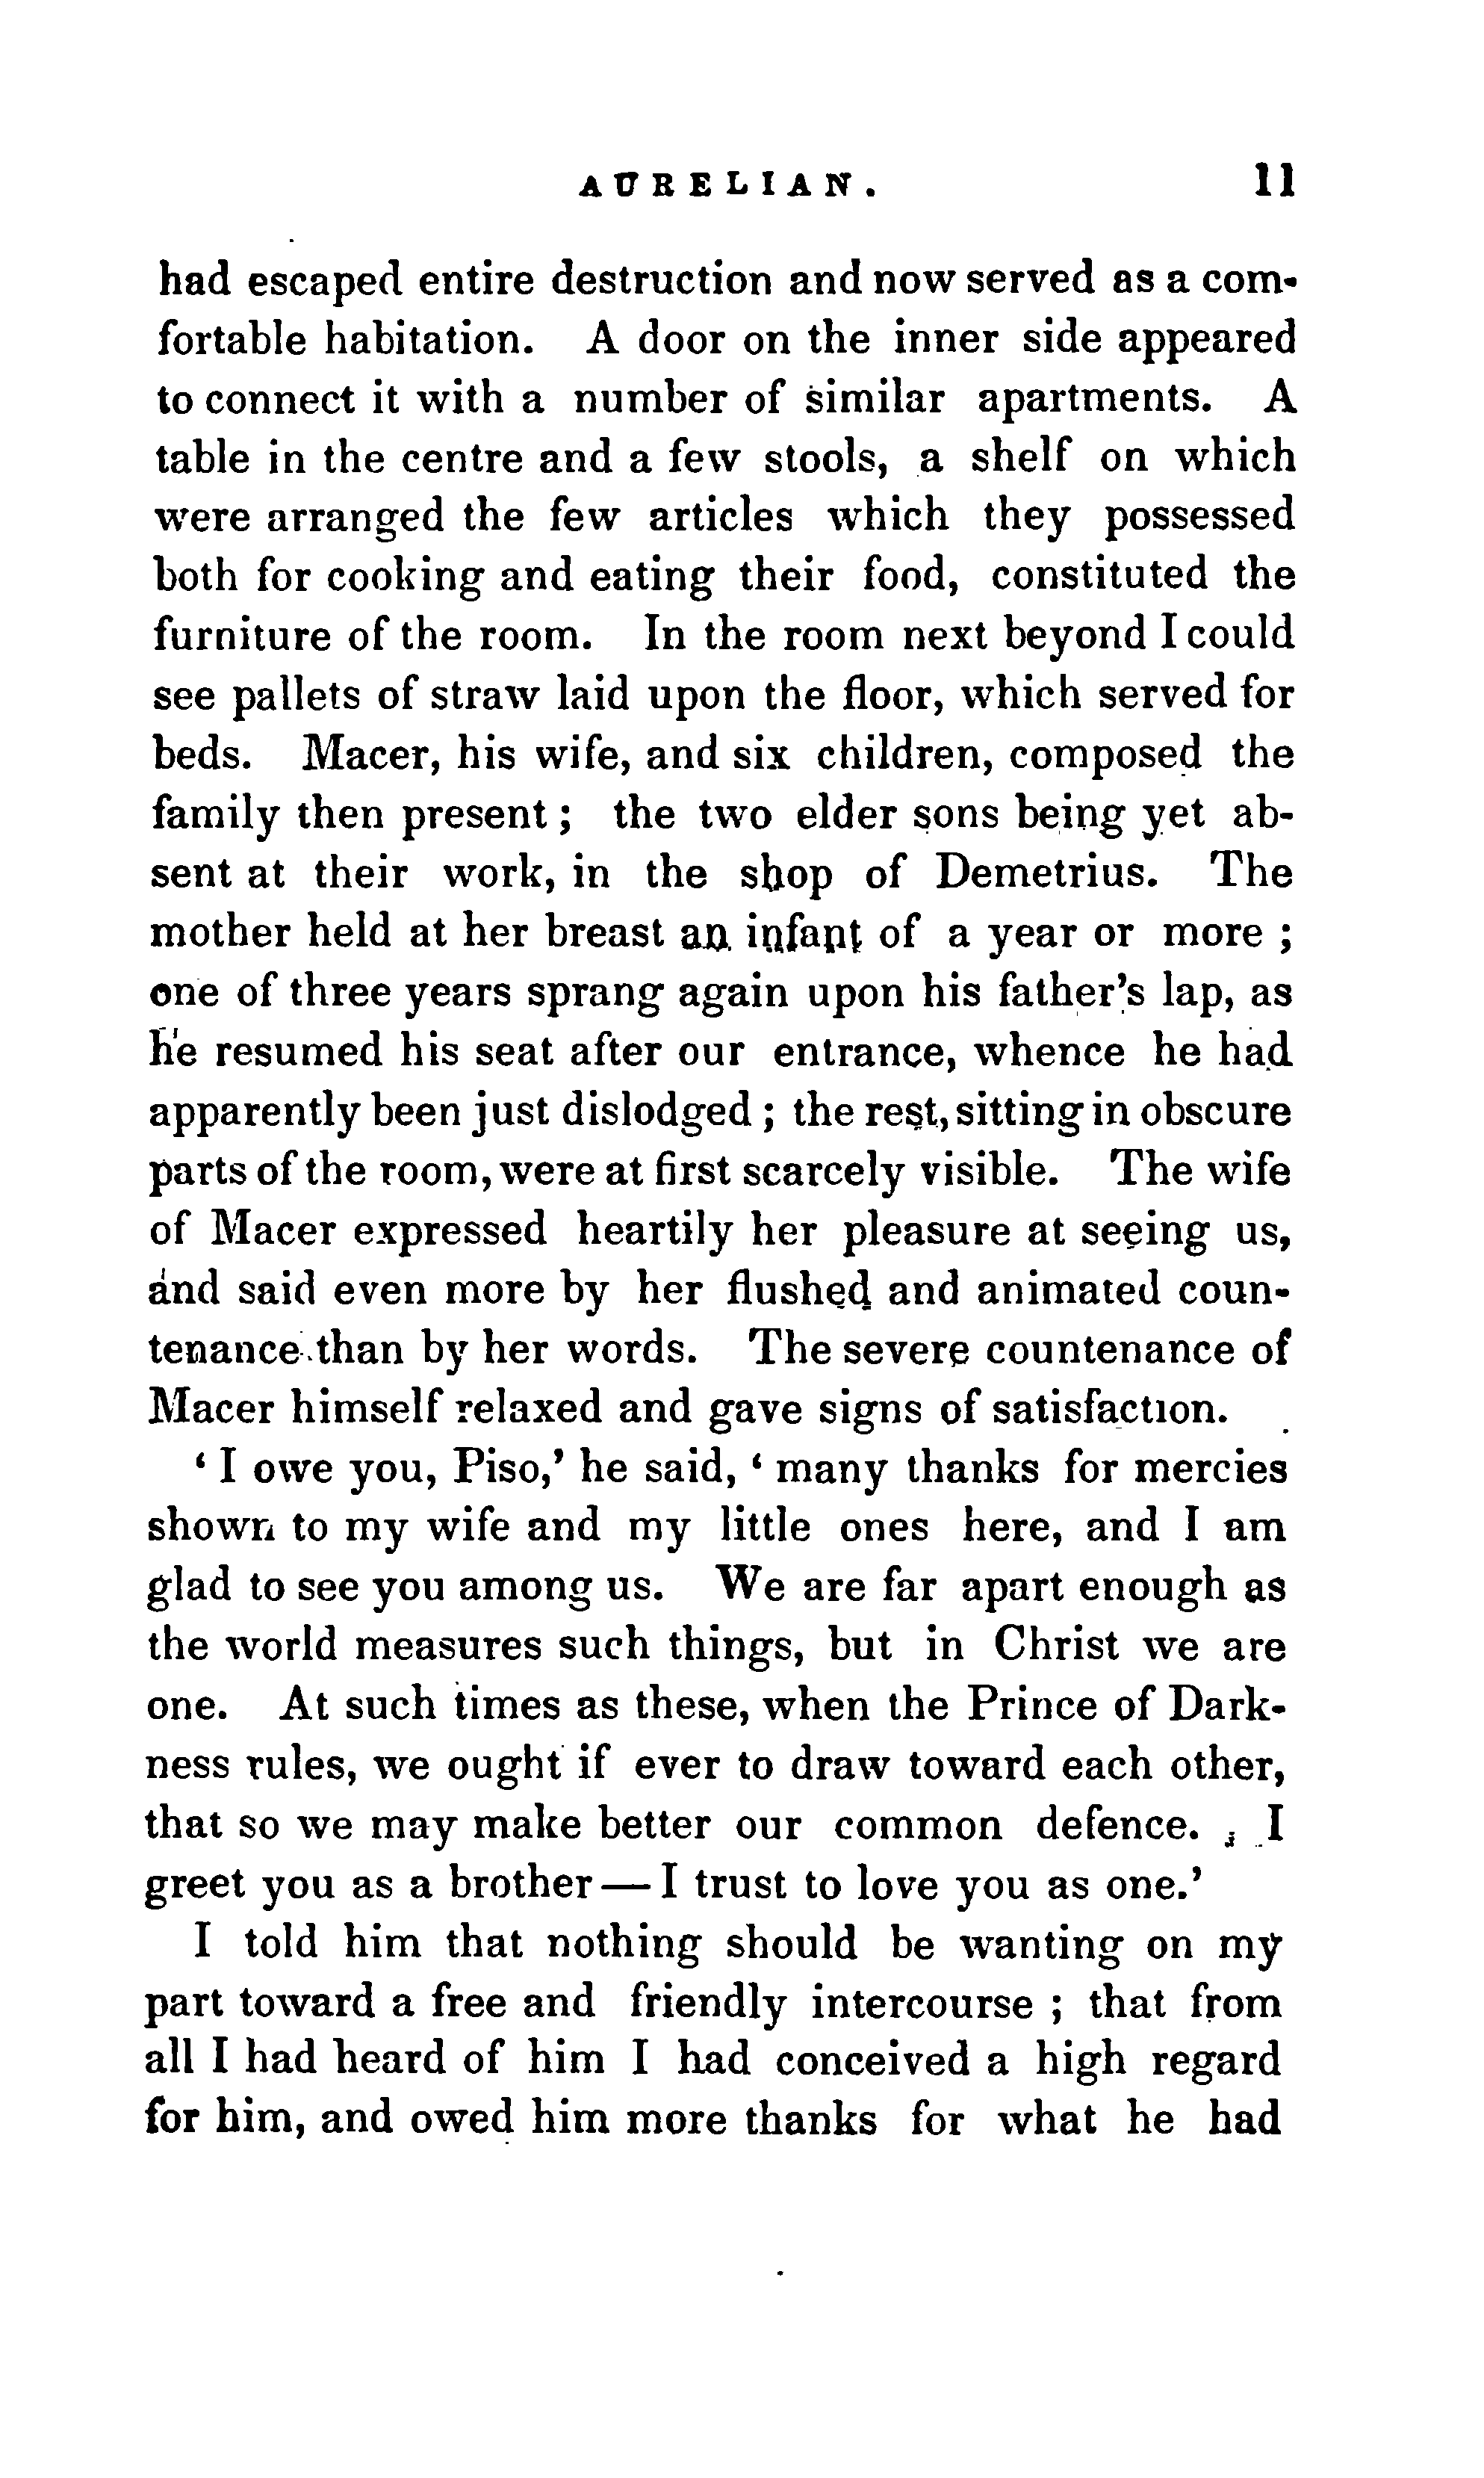 AURELIAN. 11
had escaped entire destruction and now served as a com-
fortable habitation. A door on the inner side appeared
to connect it with a number of similar apartments. A
table in the centre and a few stools, a shelf on which
were arranged the few articles which they possessed
both for cooking and eating their food, constituted the
furniture of the room. In the room next beyond I could
see pallets of straw laid upon the floor, which served for
beds. Macer, his wife, and six children, composed the
family then present ; the two elder sons being yet ab-
sent at their work, in the shop of Demetrius. The
mother held at her breast an infant of a year or more ;
one of three years sprang again upon his father's lap, as
he resumed his seat after our entrance, whence he had
apparently been just dislodged ; the rest, sitting in obscure
parts of the room, were at first scarcely visible. The wife
of Macer expressed heartily her pleasure at seeing us,
and said even more by her flushed and animated coun-
tenance than by her words. The severe countenance of
Macer himself relaxed and gave signs of satisfaction.
‘ I owe you, Piso,’ he said, ‘ many thanks for mercies
shown to my wife and my little ones here, and I am
glad to see you among us. We are far apart enough as
the world measures such things, but in Christ we are
one. At such times as these, when the Prince of Dark-
ness rules, we ought if ever to draw toward each other,
that so we may make better our common defence. I
greet you as a brother — I trust to love you as one.’
I told him that nothing should be wanting on my
part toward a free and friendly intercourse ; that from
all I had heard of him I had conceived a high regard
for him, and owed him more thanks for what he had